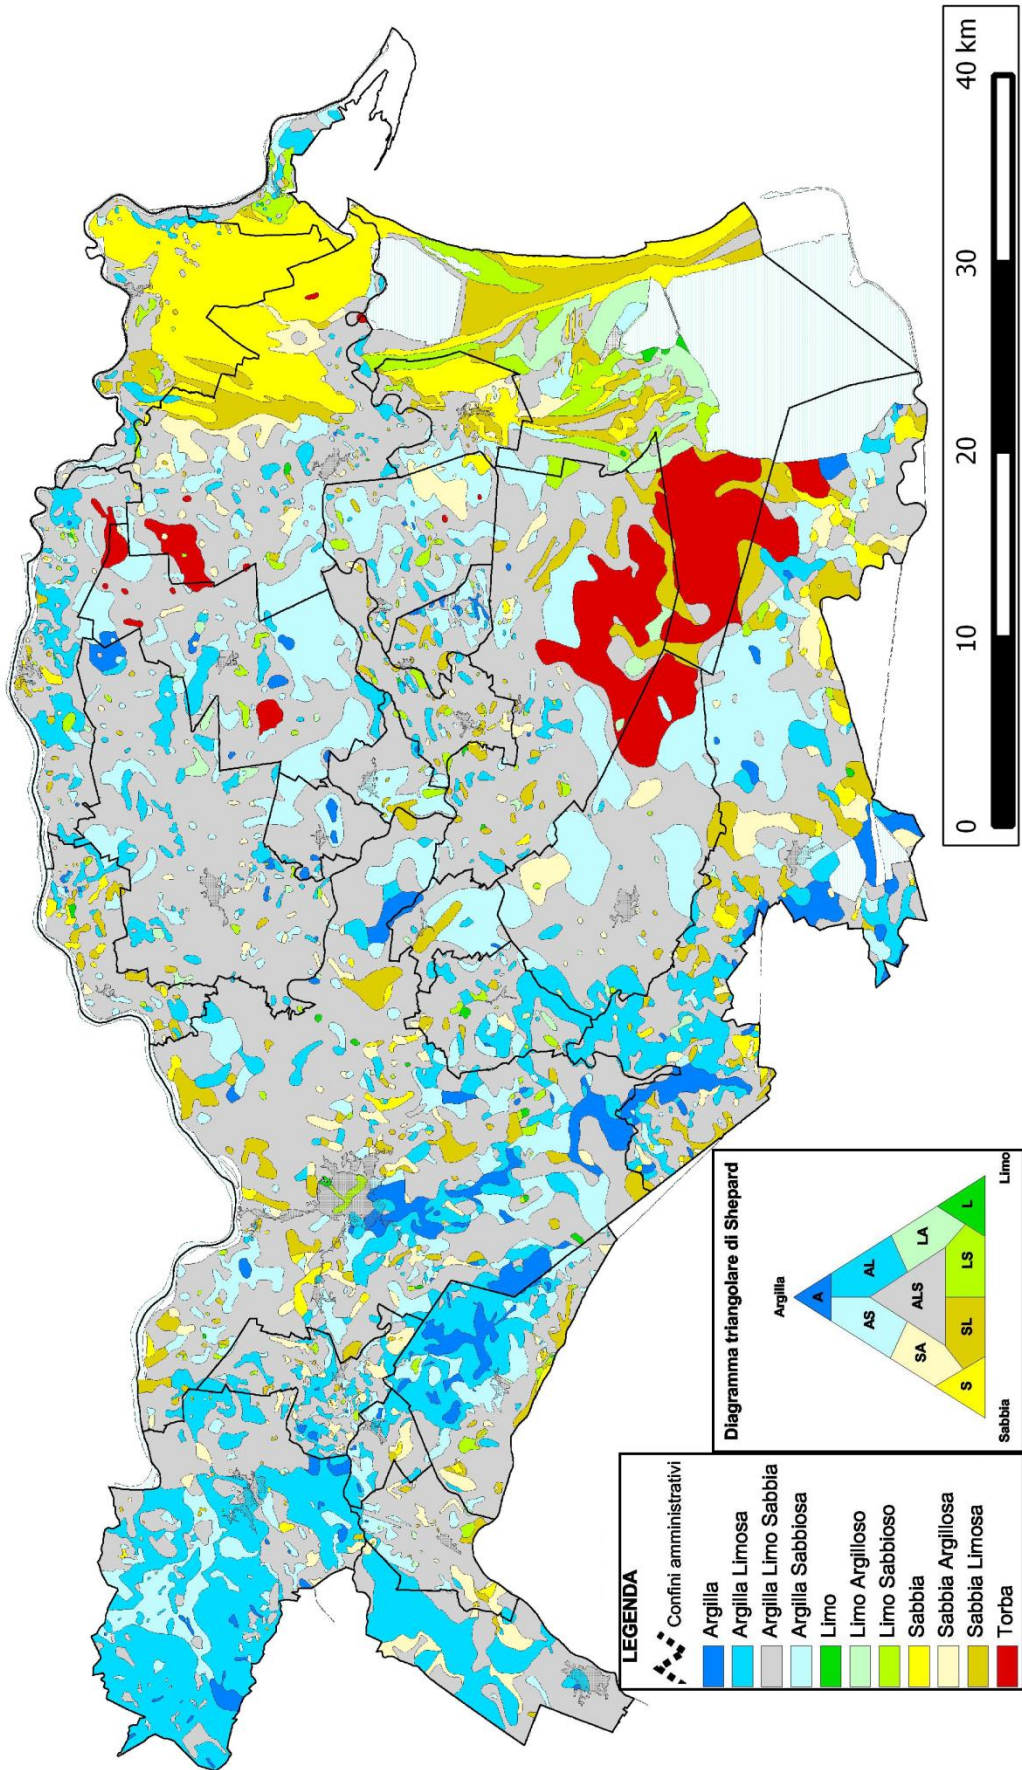 LEGENDA
Confini amministrativi
Argilla
Argilla Limosa
Argilla Limo Sabbia
Argilla Sabbiosa
Limo
Limo Argilloso
Limo Sabbioso
Sabbia
Sabbia Argillosa
Sabbia Limosa
Torba
Diagramma triangolare di Shepard
Argilla
A
AS
AL
ALS
SA
LA
S
SL
LS
L
Sabbia
Limo
0 10 20 30 40 km